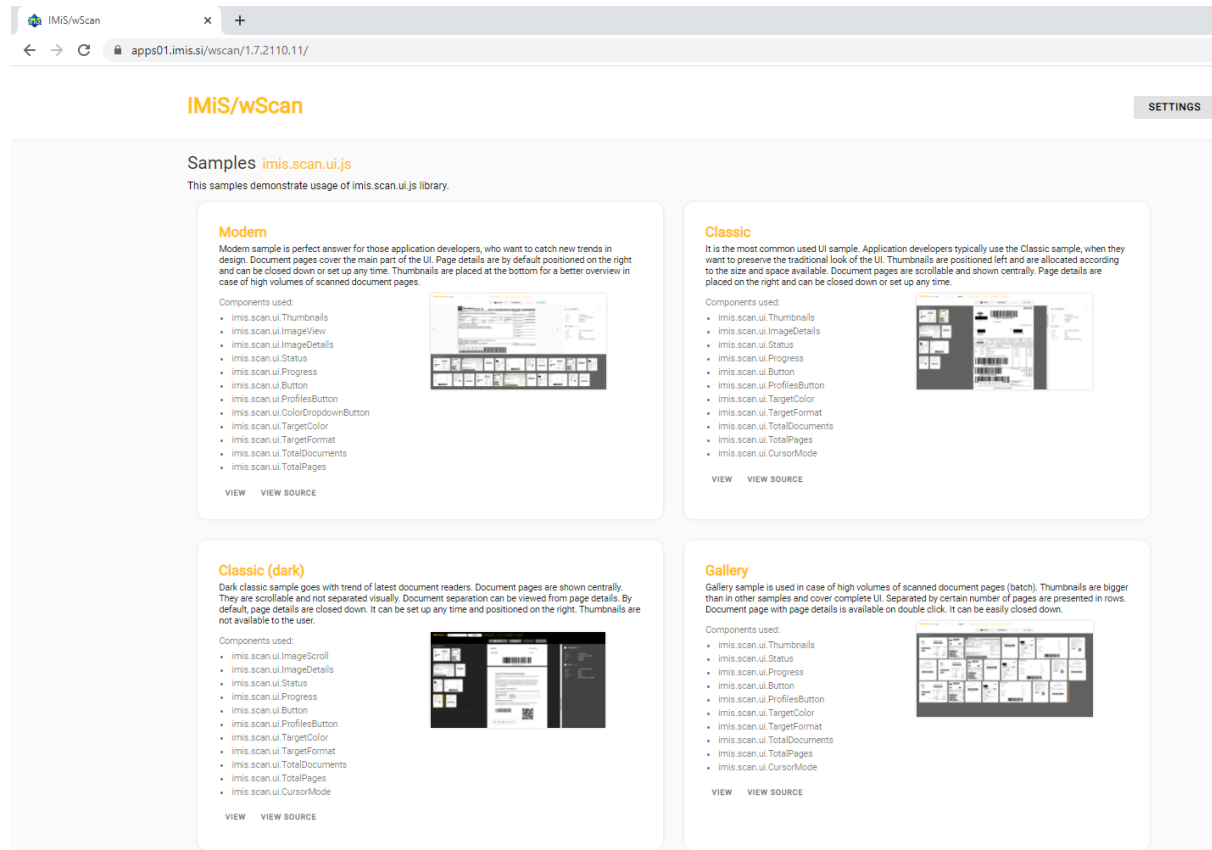 IMiS/wScan
apps01.imis.si/wscan/1.7.2110.11/
IMiS/wScan
SETTINGS
Samples imis.scan.ui.js
This samples demonstrate usage of imis.scan.ui.js library.
Modern
Modern sample is perfect answer for those application developers, who want to catch new trends in
design. Document pages cover the main part of the UI. Page details are by default positioned on the right
and can be closed down or set up any time. Thumbnails are placed at the bottom for a better overview in
case of high volumes of scanned document pages.
Components used:
imis.scan.ui.Thumbnails
imis.scan.ui.ImageView
imis.scan.ui.ImageDetails
imis.scan.ui.Status
imis.scan.ui.Progress
imis.scan.ui.Button
imis.scan.ui.ProfilesButton
imis.scan.ui.ColorDropdownButton
imis.scan.ui.TargetColor
imis.scan.ui.TargetFormat
imis.scan.ui.TotalDocuments
imis.scan.ui.TotalPages
VIEW VIEW SOURCE
Classic
It is the most common used UI sample. Application developers typically use the Classic sample, when they
want to preserve the traditional look of the UI. Thumbnails are positioned left and are allocated according
to the size and space available. Document pages are scrollable and shown centrally. Page details are
placed on the right and can be closed down or set up any time.
Components used:
imis.scan.ui.Thumbnails
imis.scan.ui.ImageDetails
imis.scan.ui.Status
imis.scan.ui.Progress
imis.scan.ui.Button
imis.scan.ui.ProfilesButton
imis.scan.ui.TargetColor
imis.scan.ui.TargetFormat
imis.scan.ui.TotalDocuments
imis.scan.ui.TotalPages
imis.scan.ui.CursorMode
VIEW VIEW SOURCE
Classic (dark)
Dark classic sample goes with trend of latest document readers. Document pages are shown centrally.
They are scrollable and not separated visually. Document separation can be viewed from page details. By
default, page details are closed down. It can be set up any time and positioned on the right. Thumbnails are
not available to the user.
Components used:
imis.scan.ui.ImageScroll
imis.scan.ui.ImageDetails
imis.scan.ui.Status
imis.scan.ui.Progress
imis.scan.ui.Button
imis.scan.ui.ProfilesButton
imis.scan.ui.TargetColor
imis.scan.ui.TargetFormat
imis.scan.ui.TotalDocuments
imis.scan.ui.TotalPages
imis.scan.ui.CursorMode
VIEW VIEW SOURCE
Gallery
Gallery sample is used in case of high volumes of scanned document pages (batch). Thumbnails are bigger
than in other samples and cover complete UI. Separated by certain number of pages are presented in rows.
Document page with page details is available on double click. It can be easily closed down.
Components used:
imis.scan.ui.Thumbnails
imis.scan.ui.Status
imis.scan.ui.Progress
imis.scan.ui.Button
imis.scan.ui.ProfilesButton
imis.scan.ui.TargetColor
imis.scan.ui.TargetFormat
imis.scan.ui.TotalDocuments
imis.scan.ui.TotalPages
imis.scan.ui.CursorMode
VIEW VIEW SOURCE